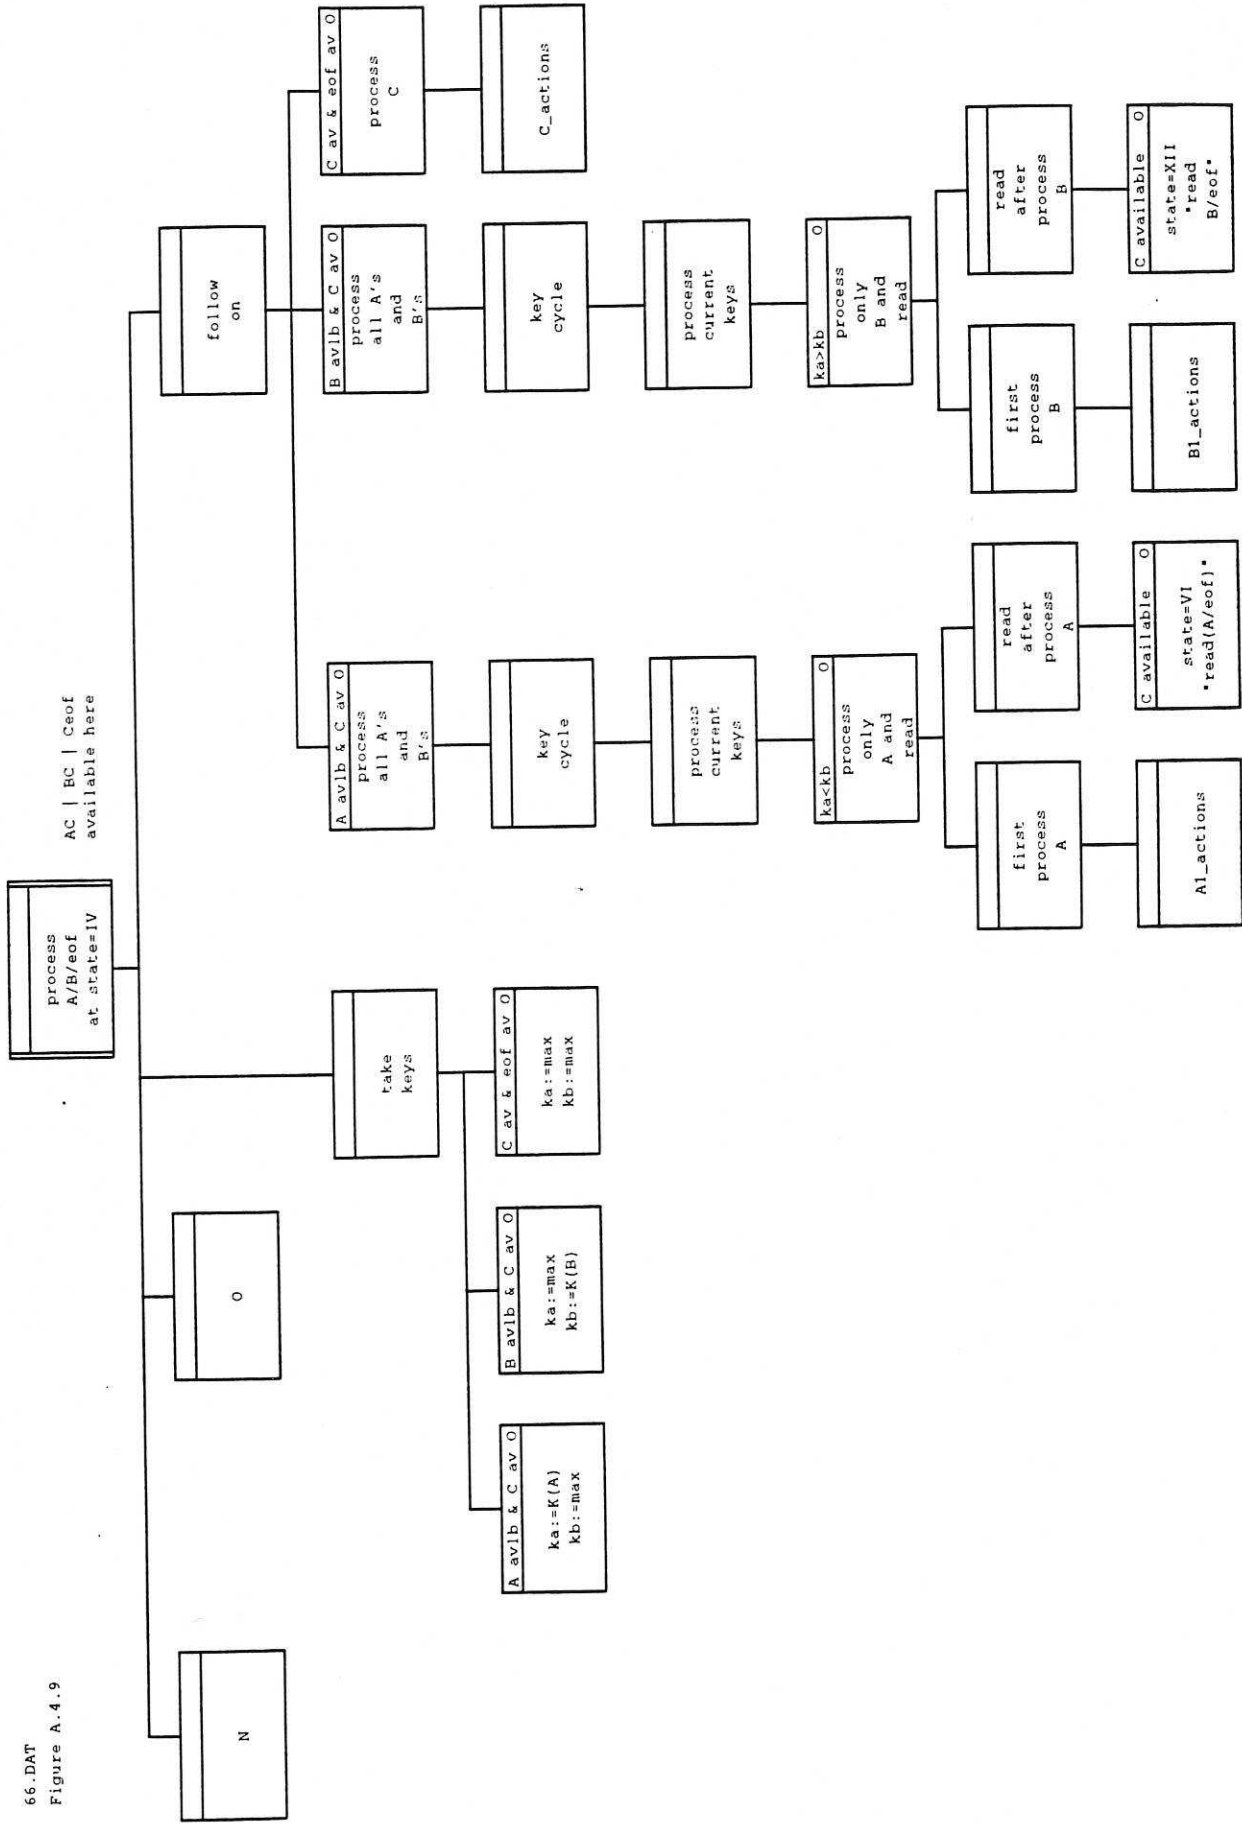 66.DAT
Figure A.4.9
process
A/B/eof
at state=IV
AC | BC | Ceof
available here
N
O
take
keys
follow
on
A avlb & C av O
ka:=K(A)
kb:=max
B avlb & C av O
ka:=max
kb:=K(B)
C av & eof av O
ka:=max
kb:=max
A avlb & C av O
process
all A's
and
B's
B avlb & C av O
process
all A's
and
B's
C av & eof av O
process
C
key
cycle
key
cycle
C_actions
process
current
keys
process
current
keys
ka<kb O
process
only
A and
read
ka>kb O
process
only
B and
read
first
process
A
read
after
process
A
first
process
B
read
after
process
B
A1_actions
C available O
state=VI
"read(A/eof)"
B1_actions
C available O
state=XII
"read
B/eof"